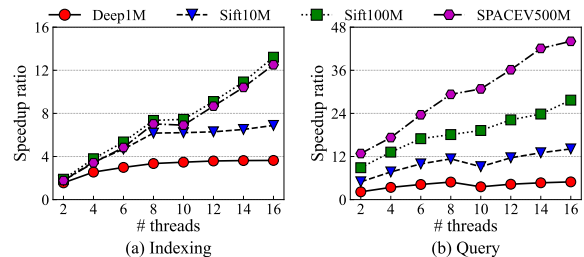 Deep1M Sift10M Sift100M SPACEV500M
16
12
8
4
0
Speedup ratio
2 4 6 8 10 12 14 16
# threads
(a) Indexing
48
36
24
12
0
Speedup ratio
2 4 6 8 10 12 14 16
# threads
(b) Query